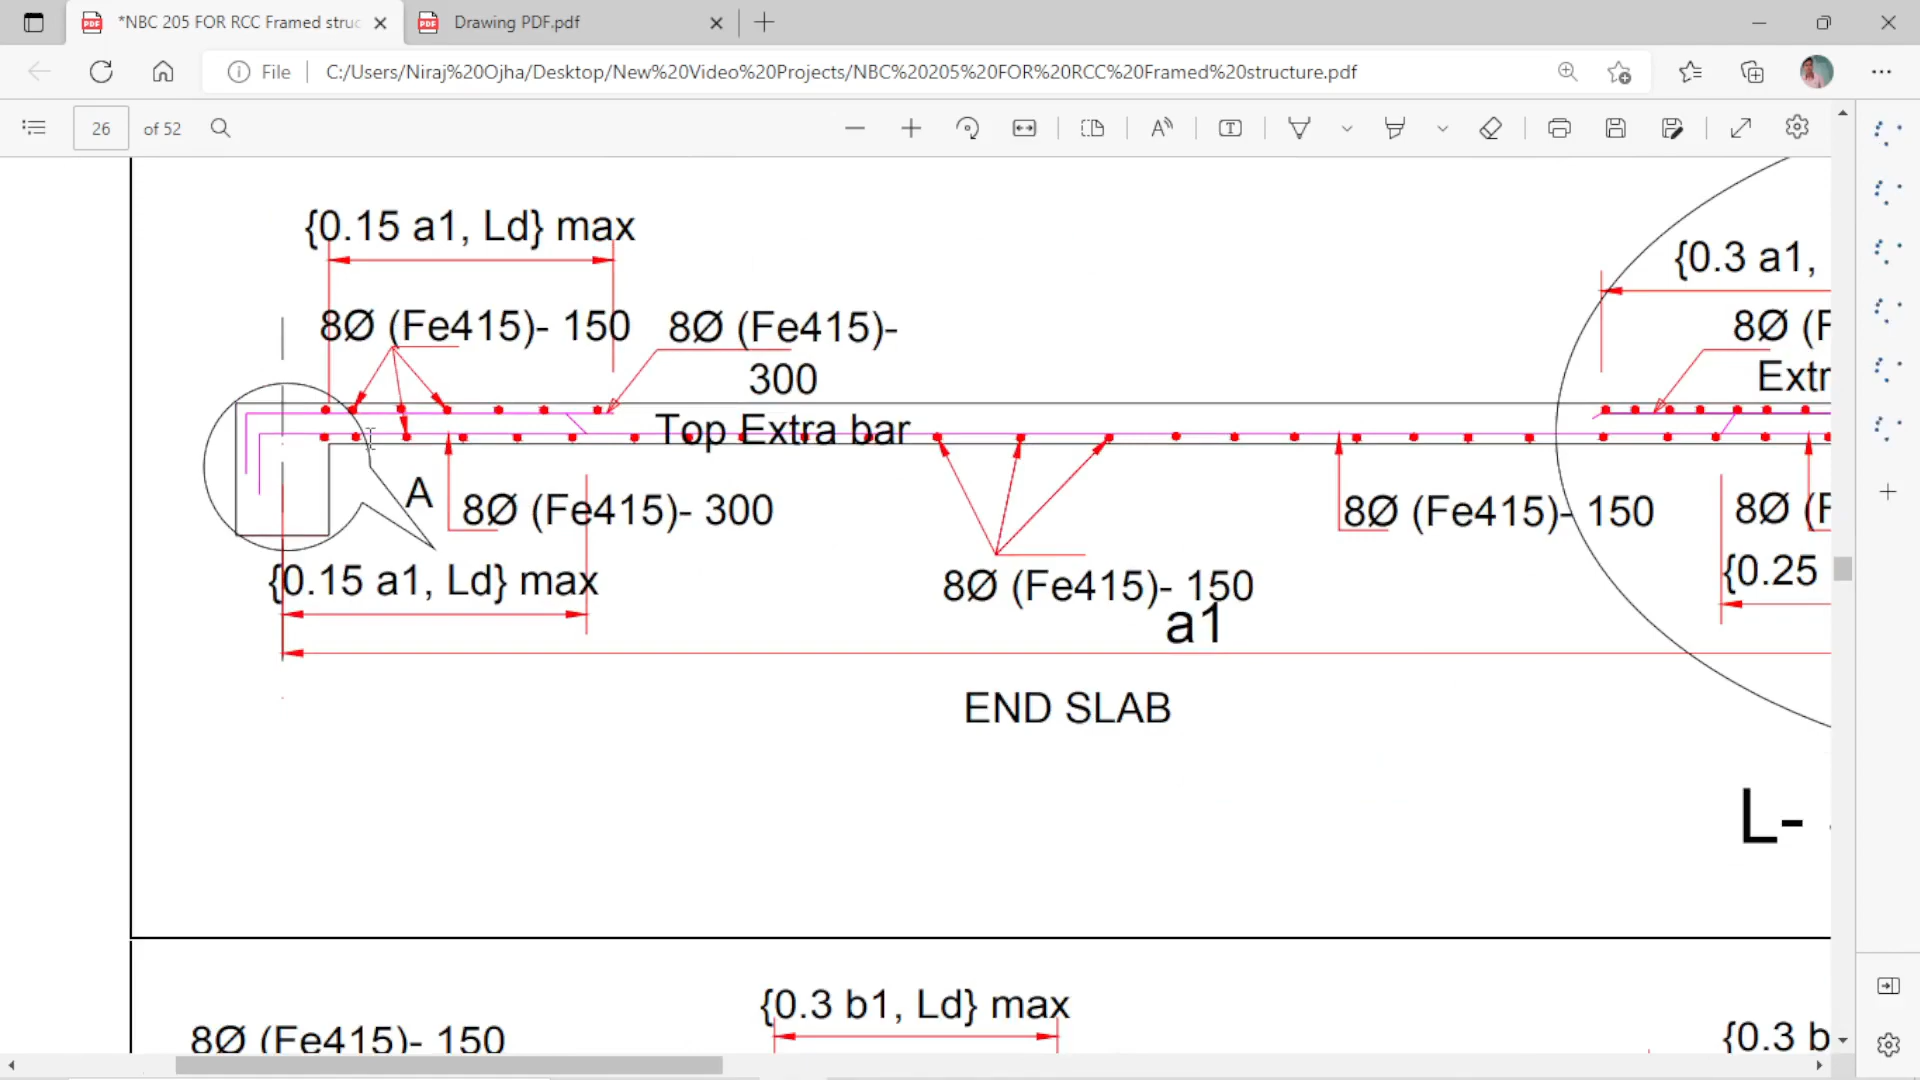 *NBC 205 FOR RCC Framed struc
Drawing PDF.pdf
File
C:/Users/Niraj%20Ojha/Desktop/New%20Video%20Projects/NBC%20205%20FOR%20RCC%20Framed%20structure.pdf
26 of 52
{0.15 a1, Ld} max
{0.3 a1,
8Ø (Fe415)- 150
8Ø (Fe415)-
300
Top Extra bar
8Ø (F
Extr
A
8Ø (Fe415)- 300
8Ø (Fe415)- 150
8Ø (F
{0.15 a1, Ld} max
8Ø (Fe415)- 150
{0.25
a1
END SLAB
L-
{0.3 b1, Ld} max
8Ø (Fe415)- 150
{0.3 b